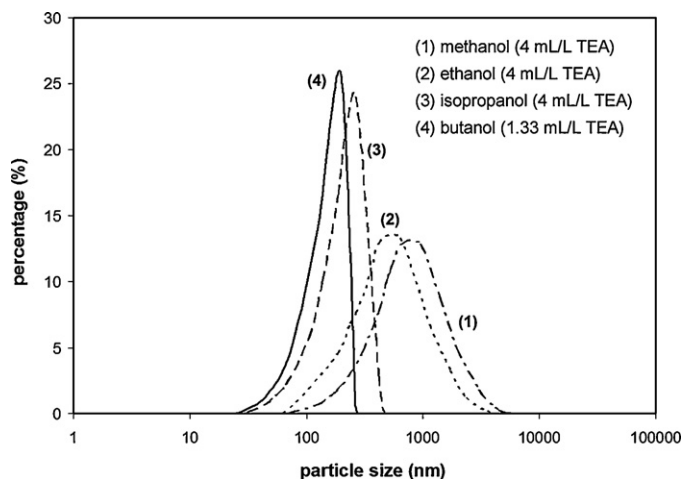 30
(1) methanol (4 mL/L TEA)
(4)
(2) ethanol (4 mL/L TEA)
25
(3) isopropanol (4 mL/L TEA)
(4) butanol (1.33 mL/L TEA)
20
(3)
percentage (%)
15
(2)
10
(1)
5
0
1 10 100 1000 10000 100000
particle size (nm)